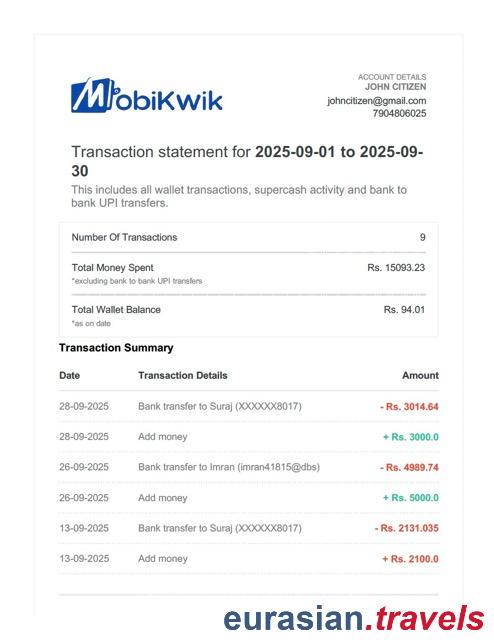 MobiKwik
ACCOUNT DETAILS
JOHN CITIZEN
johncitizen@gmail.com
7904806025
Transaction statement for 2025-09-01 to 2025-09-
30
This includes all wallet transactions, supercash activity and bank to
bank UPI transfers.
Number Of Transactions 9
Total Money Spent Rs. 15093.23
*excluding bank to bank UPI transfers
Total Wallet Balance Rs. 94.01
*as on date
Transaction Summary
Date Transaction Details Amount
28-09-2025 Bank transfer to Suraj (XXXXXX8017) - Rs. 3014.64
28-09-2025 Add money + Rs. 3000.0
26-09-2025 Bank transfer to Imran (imran41815@dbs) - Rs. 4989.74
26-09-2025 Add money + Rs. 5000.0
13-09-2025 Bank transfer to Suraj (XXXXXX8017) - Rs. 2131.035
13-09-2025 Add money + Rs. 2100.0
eurasian.travels